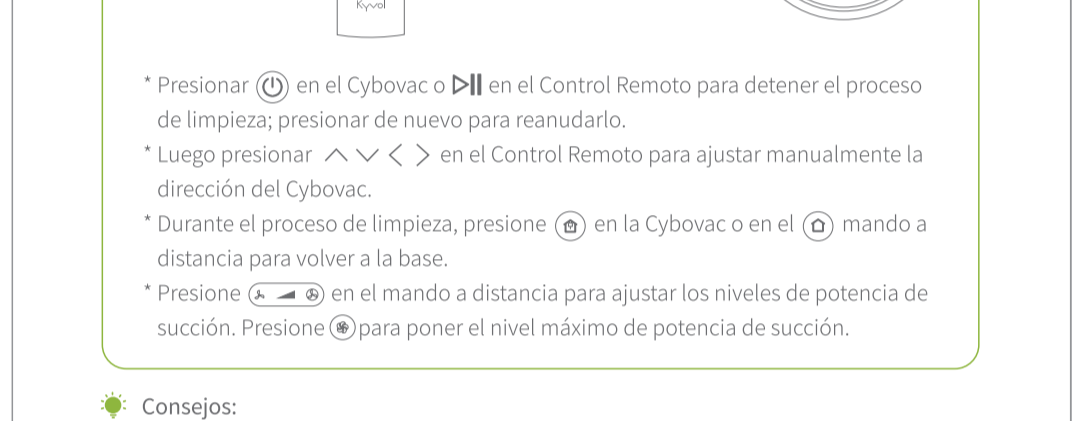 Kyvol
* Presionar en el Cybovac o en el Control Remoto para detener el proceso
de limpieza; presionar de nuevo para reanudarlo.
* Luego presionar en el Control Remoto para ajustar manualmente la
dirección del Cybovac.
* Durante el proceso de limpieza, presione en la Cybovac o en el mando a
distancia para volver a la base.
* Presione en el mando a distancia para ajustar los niveles de potencia de
succión. Presione para poner el nivel máximo de potencia de succión.
Consejos: